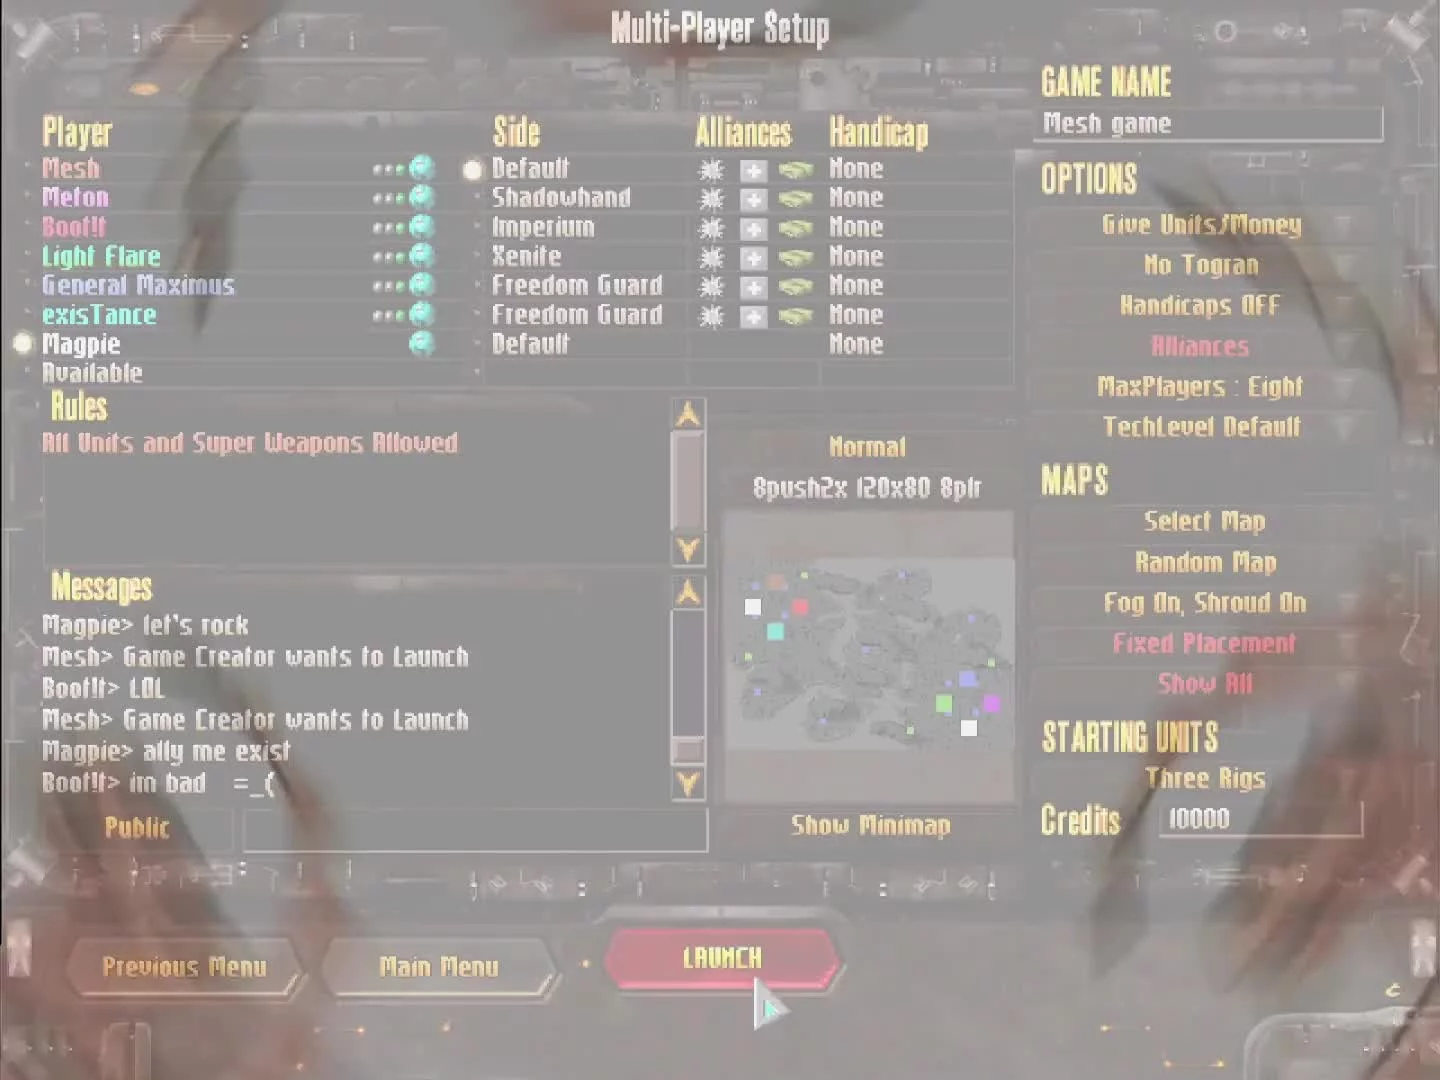 Multi-Player Setup
GAME NAME
Mesh game
Player Side Alliances Handicap
Mesh Default None
Meton Shadowhand None
Boot!t Imperium None
Light Flare Xenite None
General Maximus Freedom Guard None
exisTance Freedom Guard None
Magpie Default None
Available
OPTIONS
Give Units/Money
No Togran
Handicaps OFF
Alliances
MaxPlayers : Eight
TechLevel Default
Rules
All Units and Super Weapons Allowed
Normal
8push2x 120x80 8plr
Show Minimap
MAPS
Select Map
Random Map
Fog On, Shroud On
Fixed Placement
Show All
STARTING UNITS
Three Rigs
Credits 10000
Messages
Magpie> let's rock
Mesh> Game Creator wants to Launch
Boot!t> LOL
Mesh> Game Creator wants to Launch
Magpie> ally me exist
Boot!t> im bad =_(
Public
Previous Menu
Main Menu
LAUNCH